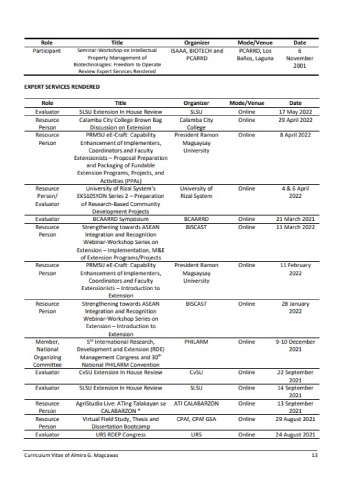 Role Title Organizer Mode/Venue Date
Participant Seminar-Workshop on Intellectual ISAAA, BIOTECH and PCARRD, Los 6
Property Management of PCARRD Baños, Laguna November
Biotechnologies: Freedom to Operate 2001
Review Expert Services Rendered
EXPERT SERVICES RENDERED
Role Title Organizer Mode/Venue Date
Evaluator SLSU Extension In House Review SLSU Online 17 May 2022
Resource Calamba City College Brown Bag Calamba City Online 29 April 2022
Person Discussion on Extension College
Resource PRMSU eE-Craft: Capability President Ramon Online 8 April 2022
Person Enhancement of Implementers, Magsaysay
Coordinators and Faculty University
Extensionists – Proposal Preparation
and Packaging of Fundable
Extension Programs, Projects, and
Activities (PPAs)
Resource University of Rizal System's University of Online 4 & 6 April
Person/ EKSTOSYON Series 2 – Preparation Rizal System 2022
Evaluator of Research-Based Community
Development Projects
Evaluator BCAARRD Symposium BCAARRD Online 21 March 2021
Resource Strengthening towards ASEAN BISCAST Online 11 March 2022
Person Integration and Recognition
Webinar-Workshop Series on
Extension – Implementation, M&E
of Extension Programs/Projects
Resource PRMSU eE-Craft: Capability President Ramon Online 11 February
Person Enhancement of Implementers, Magsaysay 2022
Coordinators and Faculty University
Extensionists – Introduction to
Extension
Resource Strengthening towards ASEAN BISCAST Online 28 January
Person Integration and Recognition 2022
Webinar-Workshop Series on
Extension – Introduction to
Extension
Member, 5th International Research, PHILARM Online 9-10 December
National Development and Extension (RDE) 2021
Organizing Management Congress and 30th
Committee National PHILARM Convention
Evaluator CvSU Extension In House Review CvSU Online 22 September
2021
Evaluator SLSU Extension In House Review SLSU Online 14 September
2021
Resource AgriStudio Live: ATIng Talakayan sa ATI CALABARZON Online 13 September
Person CALABARZON " 2021
Resource Virtual Field Study, Thesis and CPAf, CPAf GSA Online 29 August 2021
Person Dissertation Bootcamp
Evaluator URS RDEP Congress URS Online 24 August 2021
Curriculum Vitae of Almira G. Magcawas 13